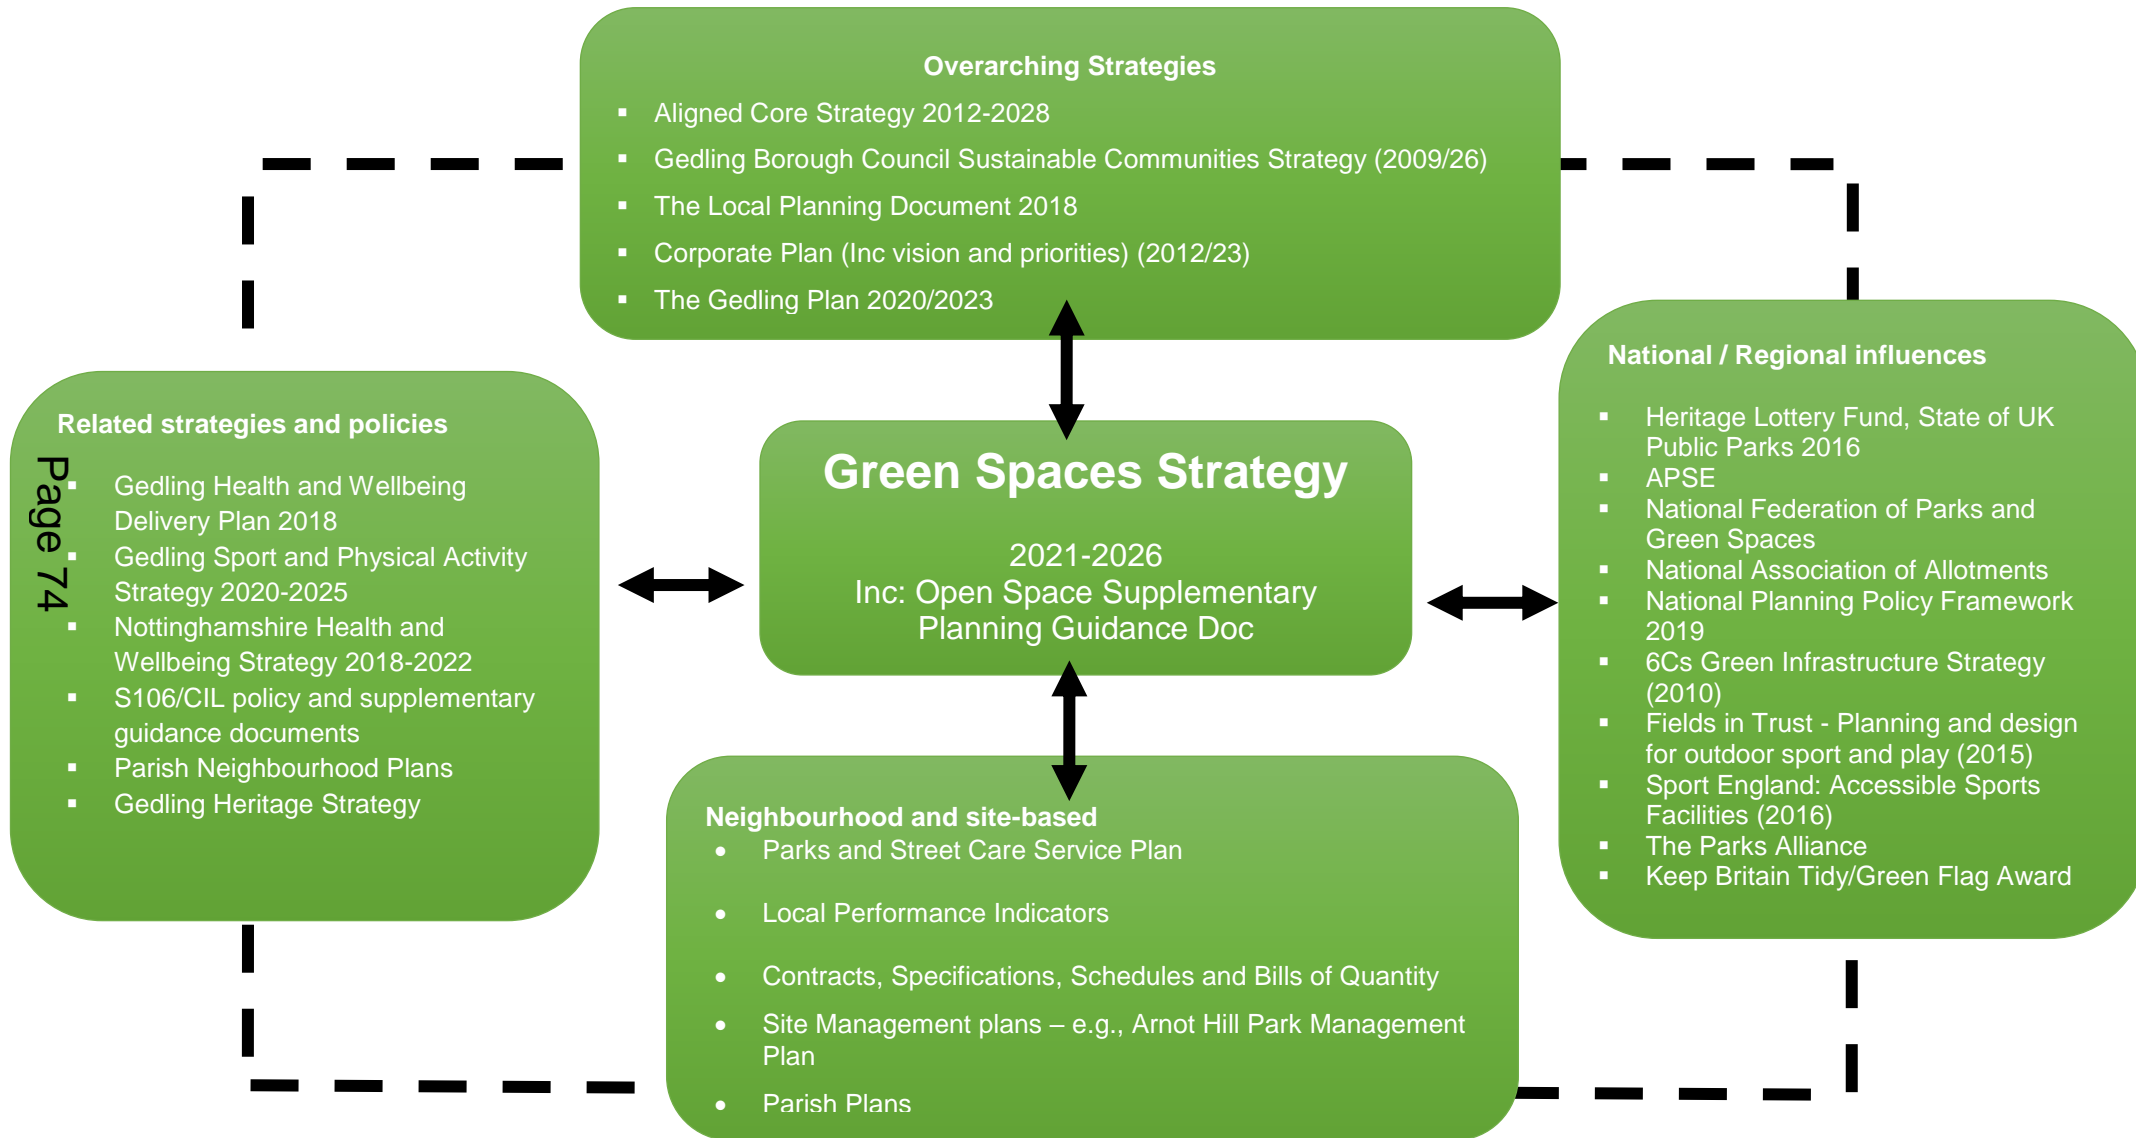 Overarching Strategies
▪ Aligned Core Strategy 2012-2028
▪ Gedling Borough Council Sustainable Communities Strategy (2009/26)
▪ The Local Planning Document 2018
▪ Corporate Plan (Inc vision and priorities) (2012/23)
▪ The Gedling Plan 2020/2023
Related strategies and policies
▪ Gedling Health and Wellbeing
Delivery Plan 2018
▪ Gedling Sport and Physical Activity
Strategy 2020-2025
▪ Nottinghamshire Health and
Wellbeing Strategy 2018-2022
▪ S106/CIL policy and supplementary
guidance documents
▪ Parish Neighbourhood Plans
▪ Gedling Heritage Strategy
Page 74
Green Spaces Strategy
2021-2026
Inc: Open Space Supplementary
Planning Guidance Doc
National / Regional influences
▪ Heritage Lottery Fund, State of UK
Public Parks 2016
▪ APSE
▪ National Federation of Parks and
Green Spaces
▪ National Association of Allotments
▪ National Planning Policy Framework
2019
▪ 6Cs Green Infrastructure Strategy
(2010)
▪ Fields in Trust - Planning and design
for outdoor sport and play (2015)
▪ Sport England: Accessible Sports
Facilities (2016)
▪ The Parks Alliance
▪ Keep Britain Tidy/Green Flag Award
Neighbourhood and site-based
• Parks and Street Care Service Plan
• Local Performance Indicators
• Contracts, Specifications, Schedules and Bills of Quantity
• Site Management plans – e.g., Arnot Hill Park Management
Plan
• Parish Plans